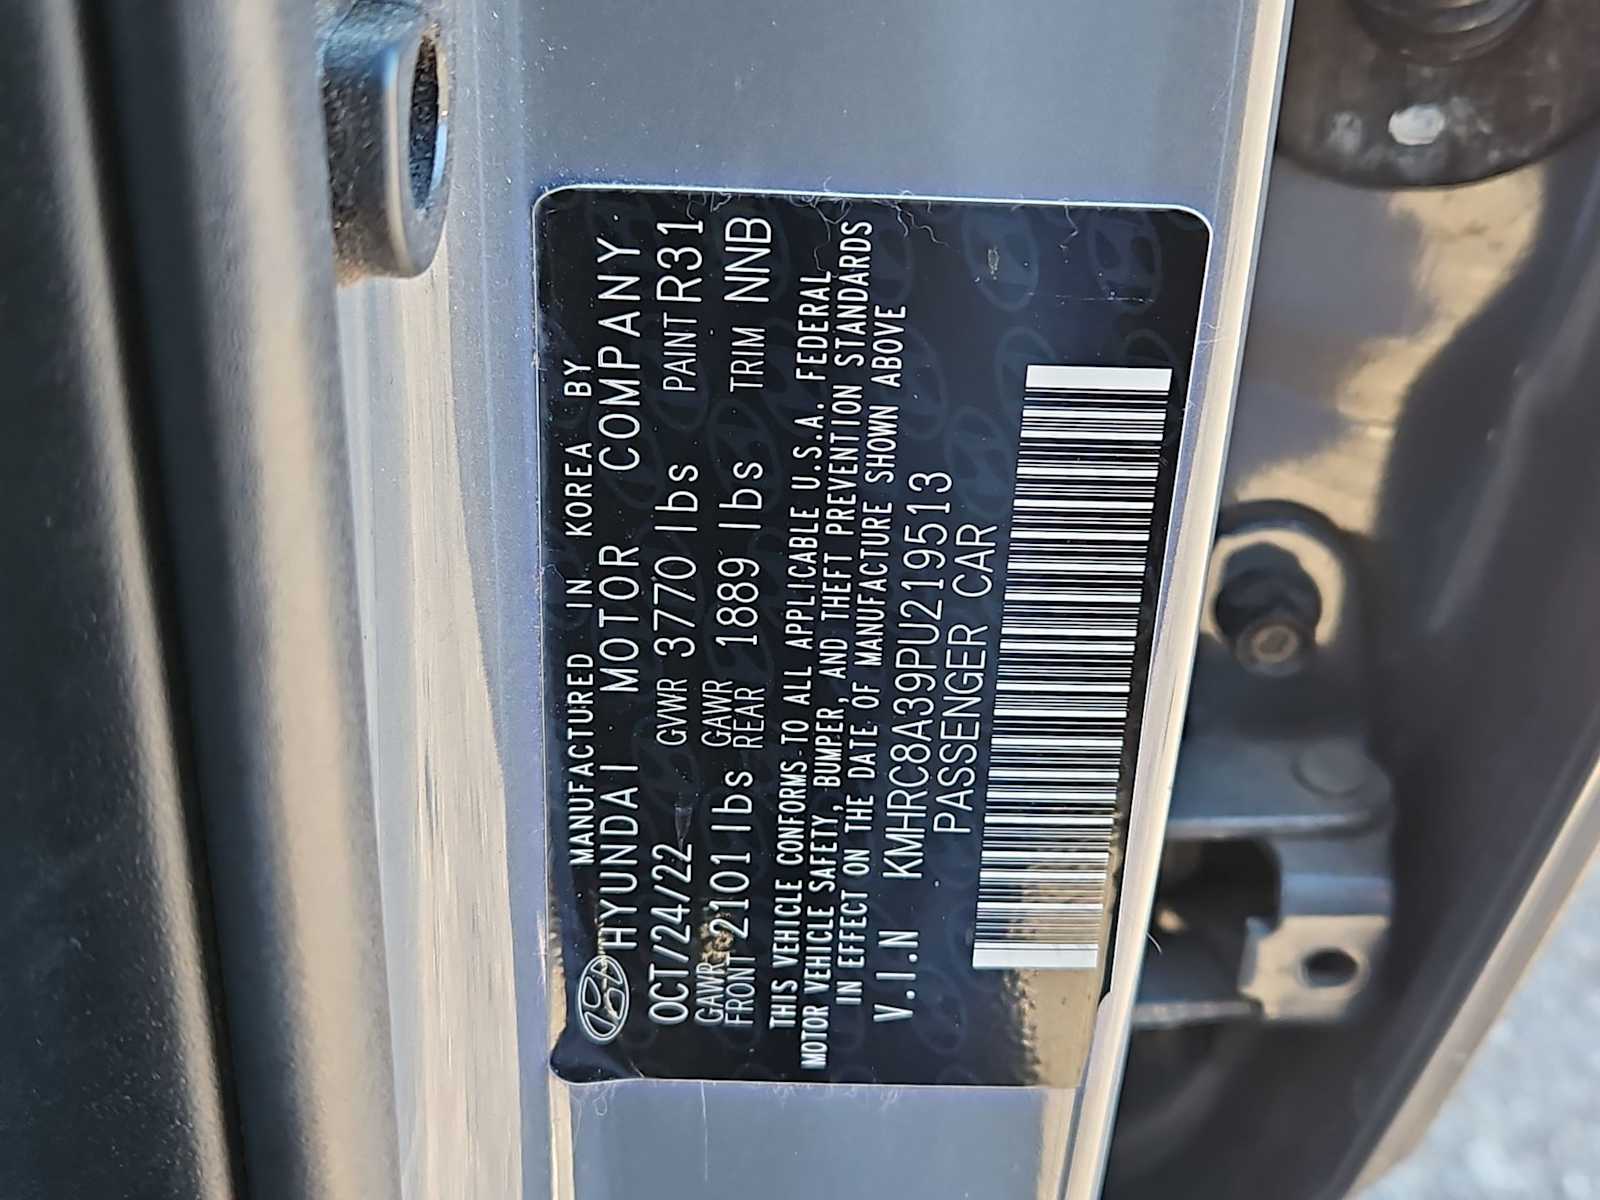 MANUFACTURED IN KOREA BY
HYUNDAI MOTOR COMPANY
OCT/24/22 GVWR 3770 lbs PAINT R31
GAWR FRONT 2101 lbs GAWR REAR 1889 lbs TRIM NNB
THIS VEHICLE CONFORMS TO ALL APPLICABLE U.S.A. FEDERAL
MOTOR VEHICLE SAFETY, BUMPER, AND THEFT PREVENTION STANDARDS
IN EFFECT ON THE DATE OF MANUFACTURE SHOWN ABOVE
V.I.N KMHRC8A39PU219513
PASSENGER CAR